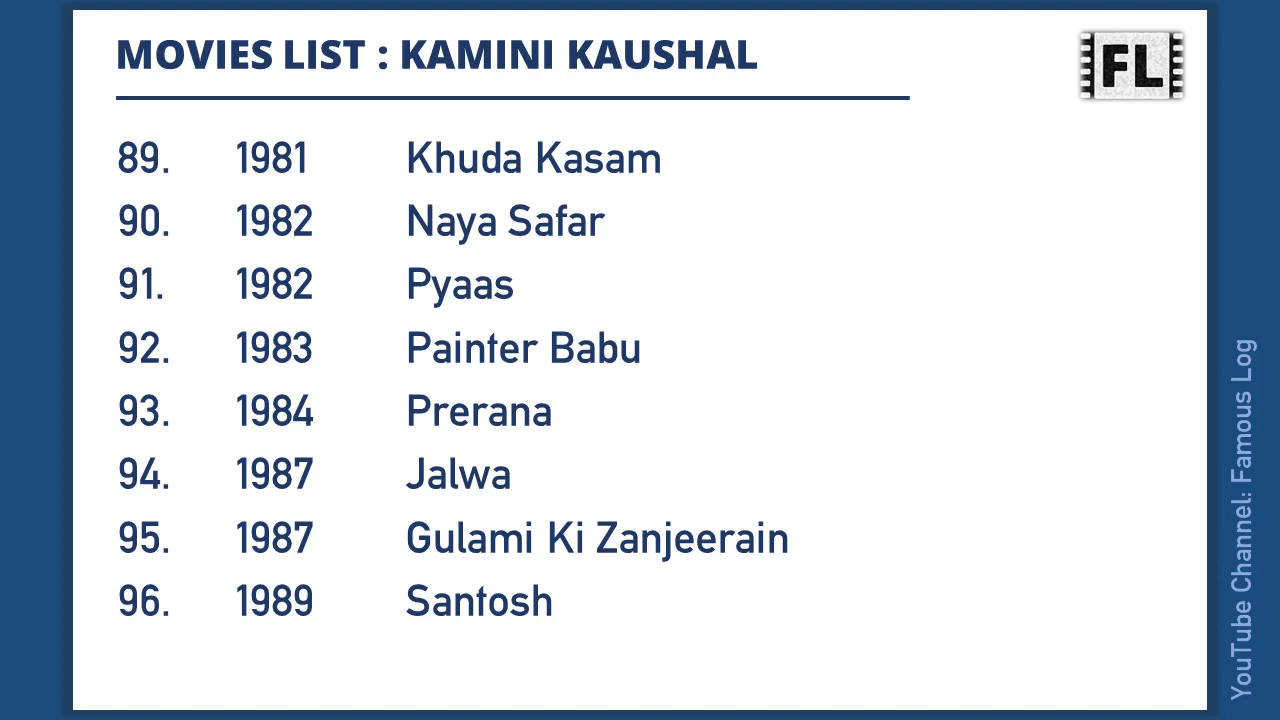 MOVIES LIST : KAMINI KAUSHAL
FL
89. 1981 Khuda Kasam
90. 1982 Naya Safar
91. 1982 Pyaas
92. 1983 Painter Babu
93. 1984 Prerana
94. 1987 Jalwa
95. 1987 Gulami Ki Zanjeerain
96. 1989 Santosh
YouTube Channel: Famous Log